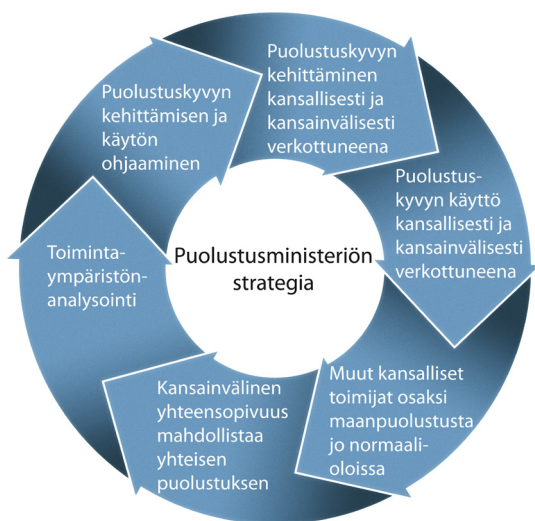 Puolustuskyvyn
kehittämisen ja
käytön
ohjaaminen
Puolustuskyvyn
kehittäminen
kansallisesti ja
kansainvälisesti
verkottuneena
Puolustus-
kyvyn käyttö
kansallisesti ja
kansainvälisesti
verkottuneena
Muut kansalliset
toimijat osaksi
maanpuolustusta
jo normaali-
oloissa
Kansainvälinen
yhteensopivuus
mahdollistaa
yhteisen
puolustuksen
Toiminta-
ympäristön-
analysointi
Puolustusministeriön
strategia